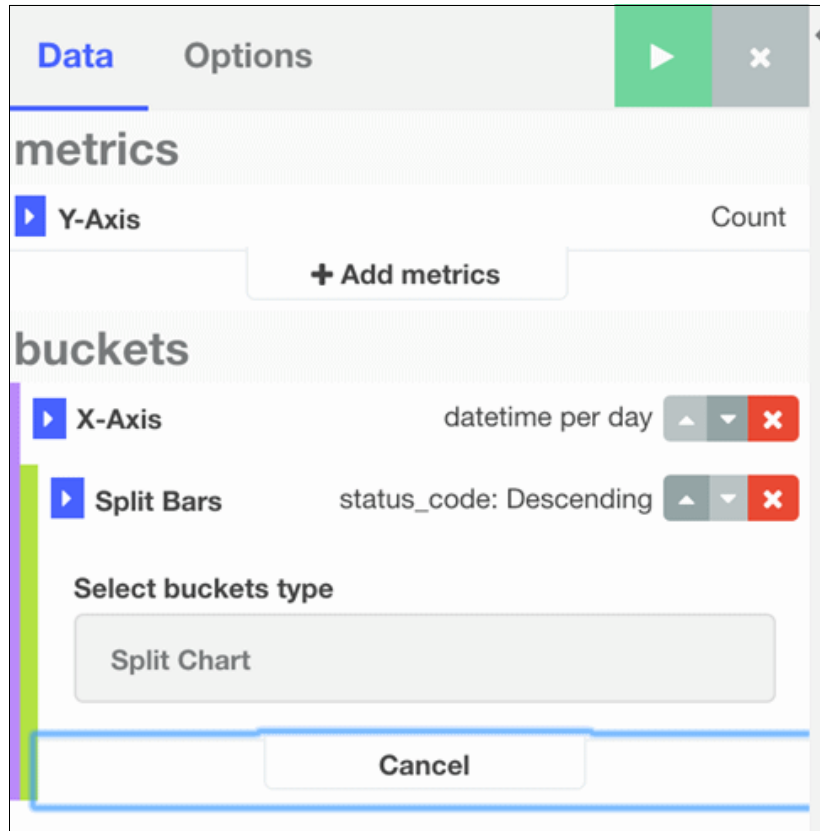 Data Options
metrics
Y-Axis Count
Add metrics
buckets
X-Axis datetime per day
Split Bars status_code: Descending
Select buckets type
Split Chart
Cancel